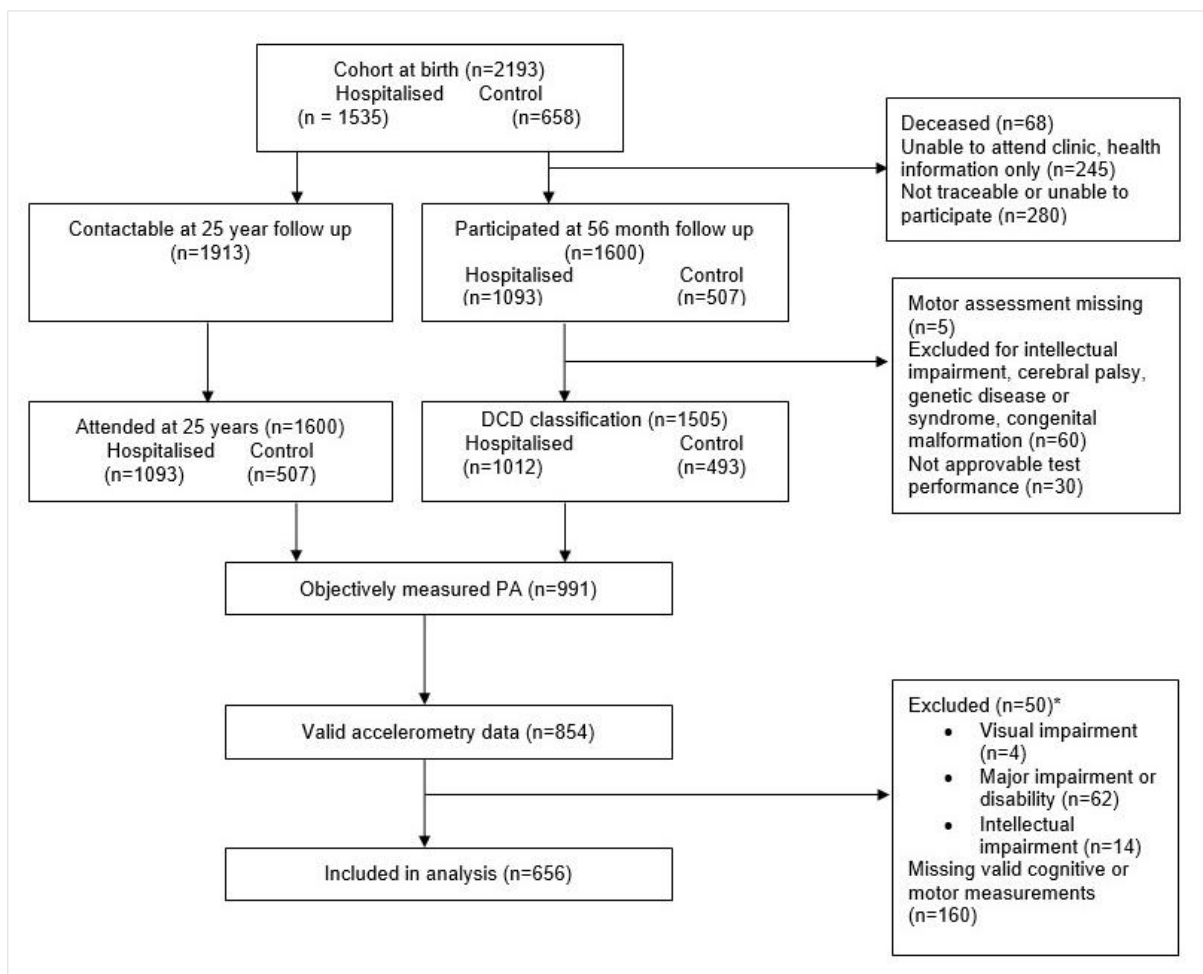 Cohort at birth (n=2193)
Hospitalised Control
(n = 1535) (n=658)
Deceased (n=68)
Unable to attend clinic, health
information only (n=245)
Not traceable or unable to
participate (n=280)
Contactable at 25 year follow up
(n=1913)
Participated at 56 month follow up
(n=1600)
Hospitalised Control
(n=1093) (n=507)
Motor assessment missing
(n=5)
Excluded for intellectual
impairment, cerebral palsy,
genetic disease or
syndrome, congenital
malformation (n=60)
Not approvable test
performance (n=30)
Attended at 25 years (n=1600)
Hospitalised Control
(n=1093) (n=507)
DCD classification (n=1505)
Hospitalised Control
(n=1012) (n=493)
Objectively measured PA (n=991)
Valid accelerometry data (n=854)
Excluded (n=50)*
• Visual impairment
(n=4)
• Major impairment or
disability (n=62)
• Intellectual
impairment (n=14)
Missing valid cognitive or
motor measurements
(n=160)
Included in analysis (n=656)